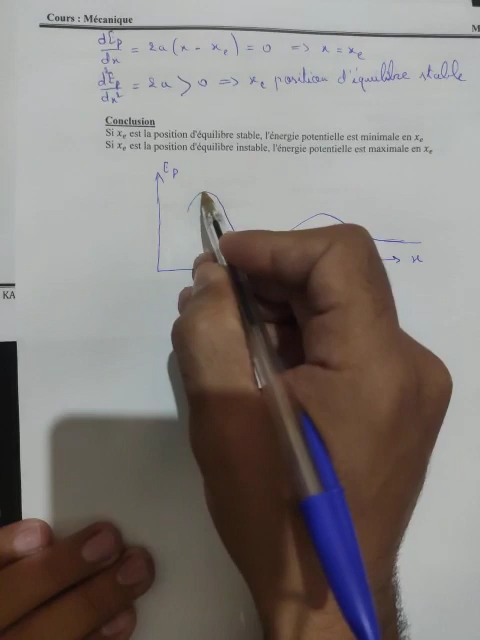 Cours : Mécanique
M
dEp/dx = 2a(x - xe) = 0 => x = xe
d²Ep/dx² = 2a > 0 => xe position d'équilibre stable
Conclusion
Si xe est la position d'équilibre stable, l'énergie potentielle est minimale en xe
Si xe est la position d'équilibre instable, l'énergie potentielle est maximale en xe
Ep
x
KA